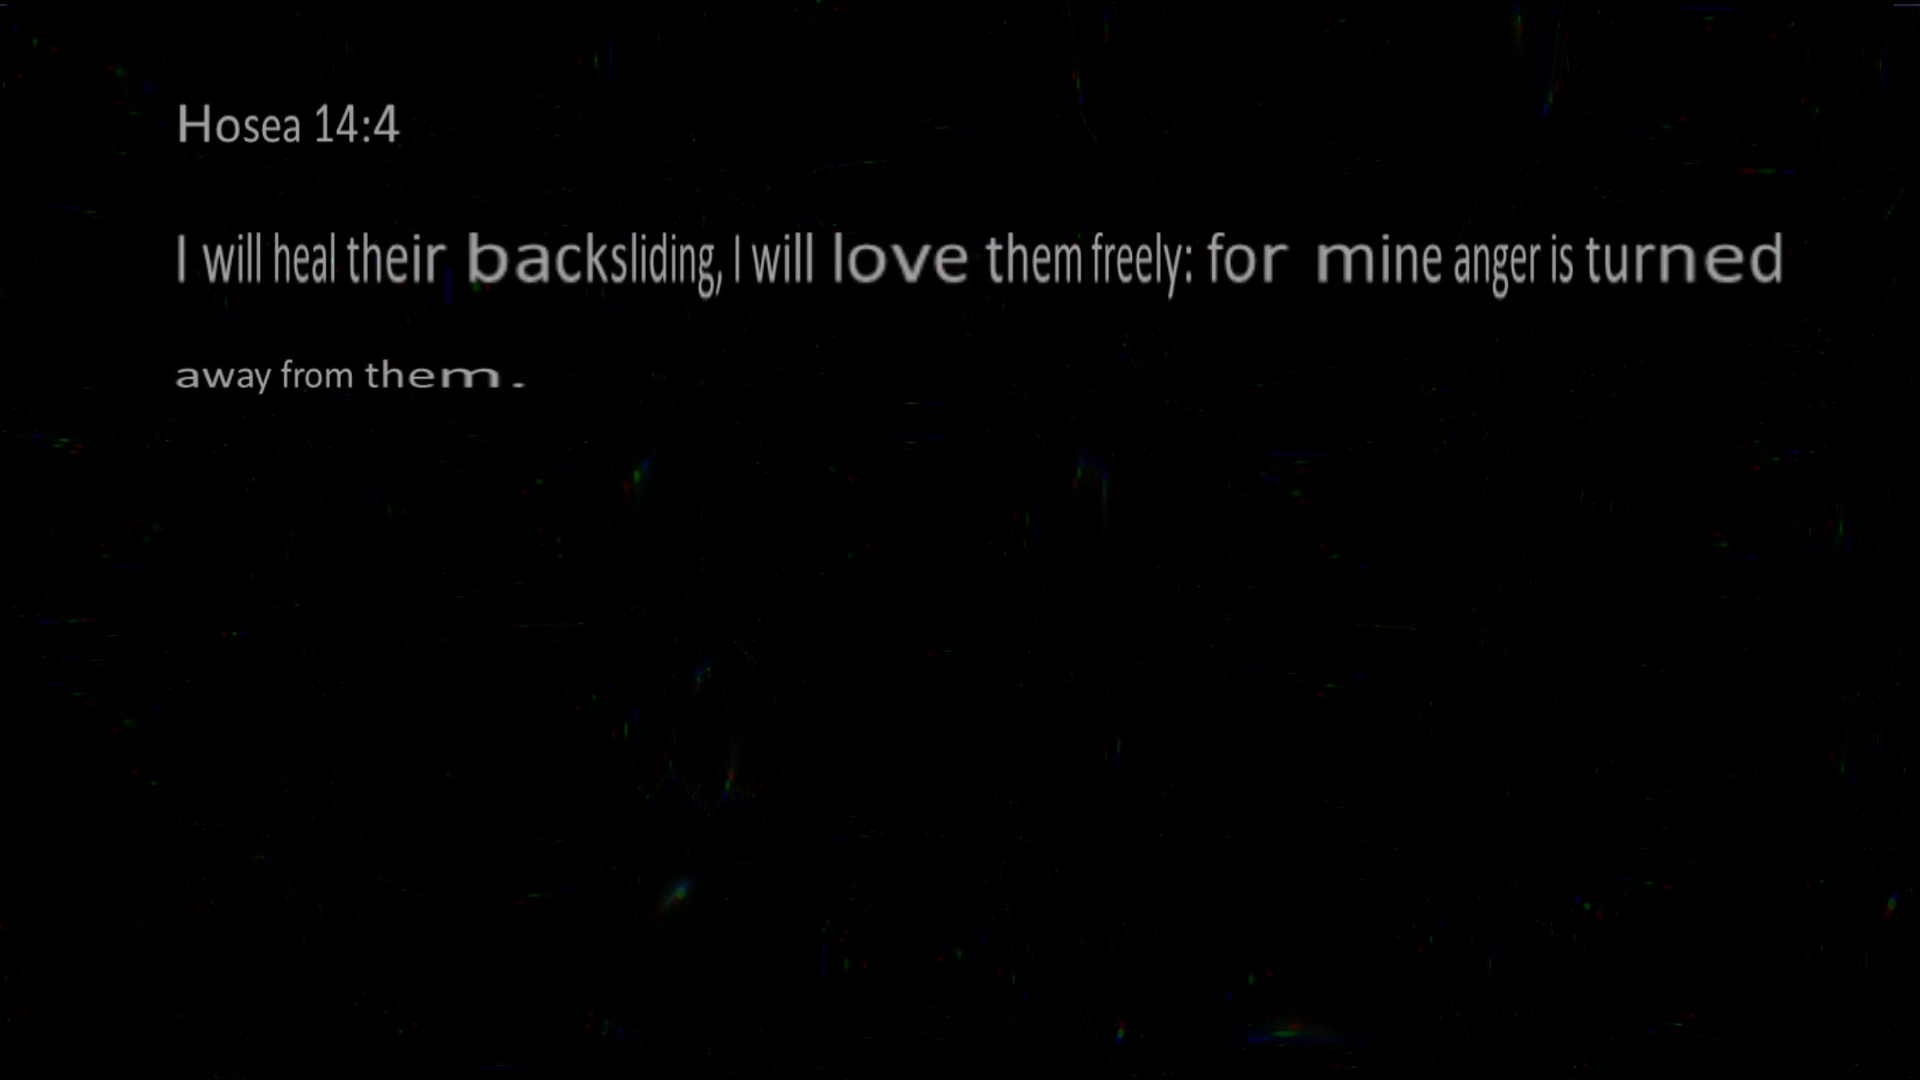 Hosea 14:4
I will heal their backsliding, I will love them freely: for mine anger is turned
away from them.